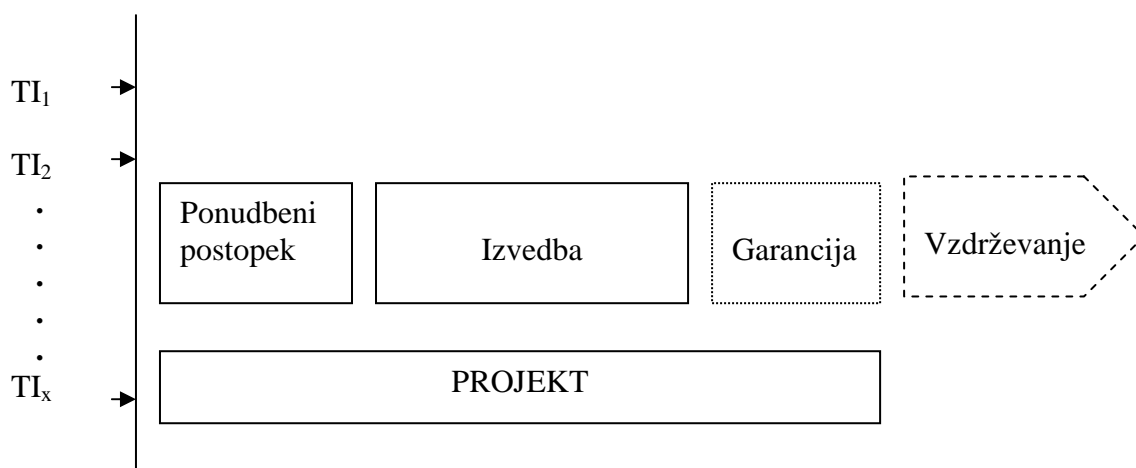 TI₁
TI₂
Ponudbeni
postopek
Izvedba
Garancija
Vzdrževanje
TIₓ
PROJEKT